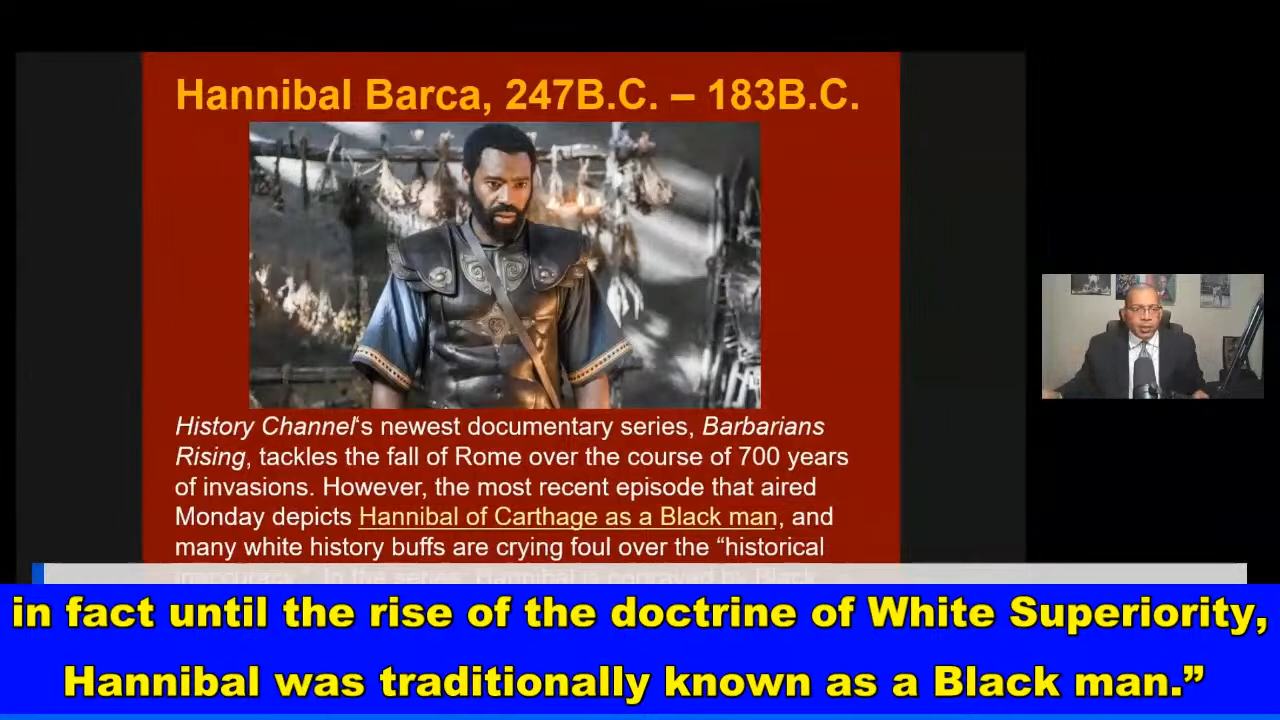 Hannibal Barca, 247B.C. – 183B.C.
History Channel‘s newest documentary series, Barbarians
Rising, tackles the fall of Rome over the course of 700 years
of invasions. However, the most recent episode that aired
Monday depicts Hannibal of Carthage as a Black man, and
many white history buffs are crying foul over the “historical
in fact until the rise of the doctrine of White Superiority,
Hannibal was traditionally known as a Black man.”